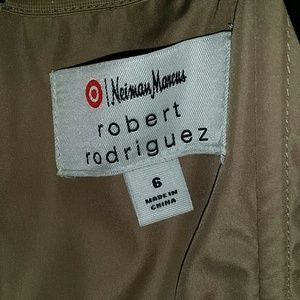 | Neiman Marcus
robert
rodriguez
6
MADE IN
CHINA